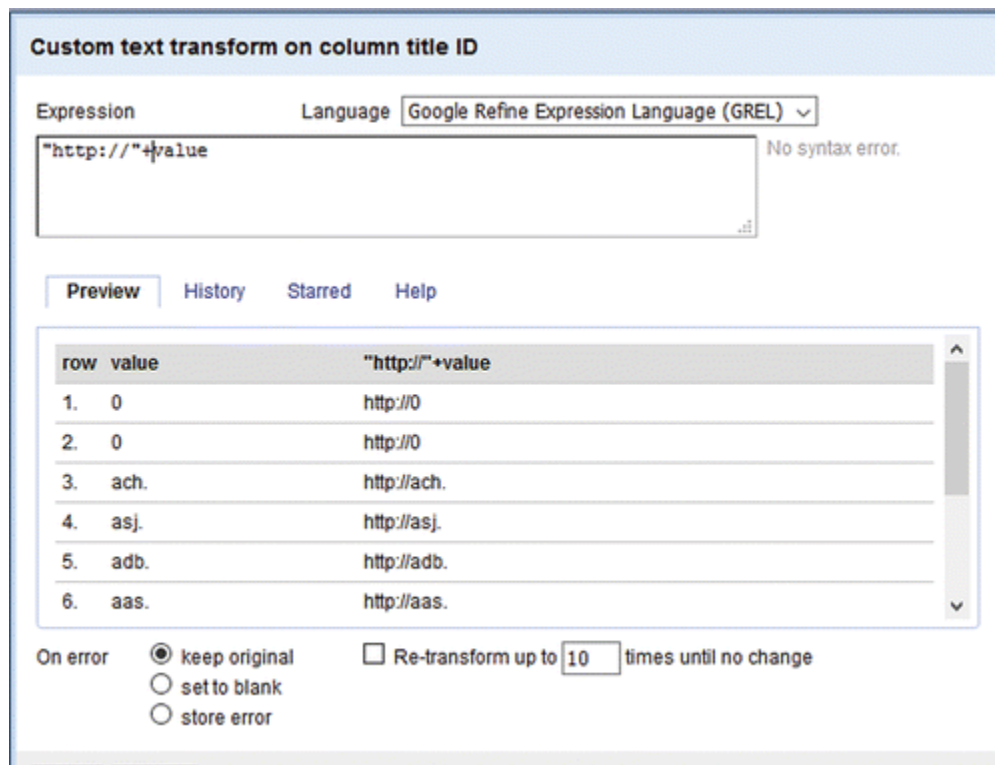 Custom text transform on column title ID
Expression Language Google Refine Expression Language (GREL)
"http://"+value No syntax error.
Preview History Starred Help
row value "http://"+value
1. 0 http://0
2. 0 http://0
3. ach. http://ach.
4. asj. http://asj.
5. adb. http://adb.
6. aas. http://aas.
On error keep original Re-transform up to 10 times until no change
set to blank
store error